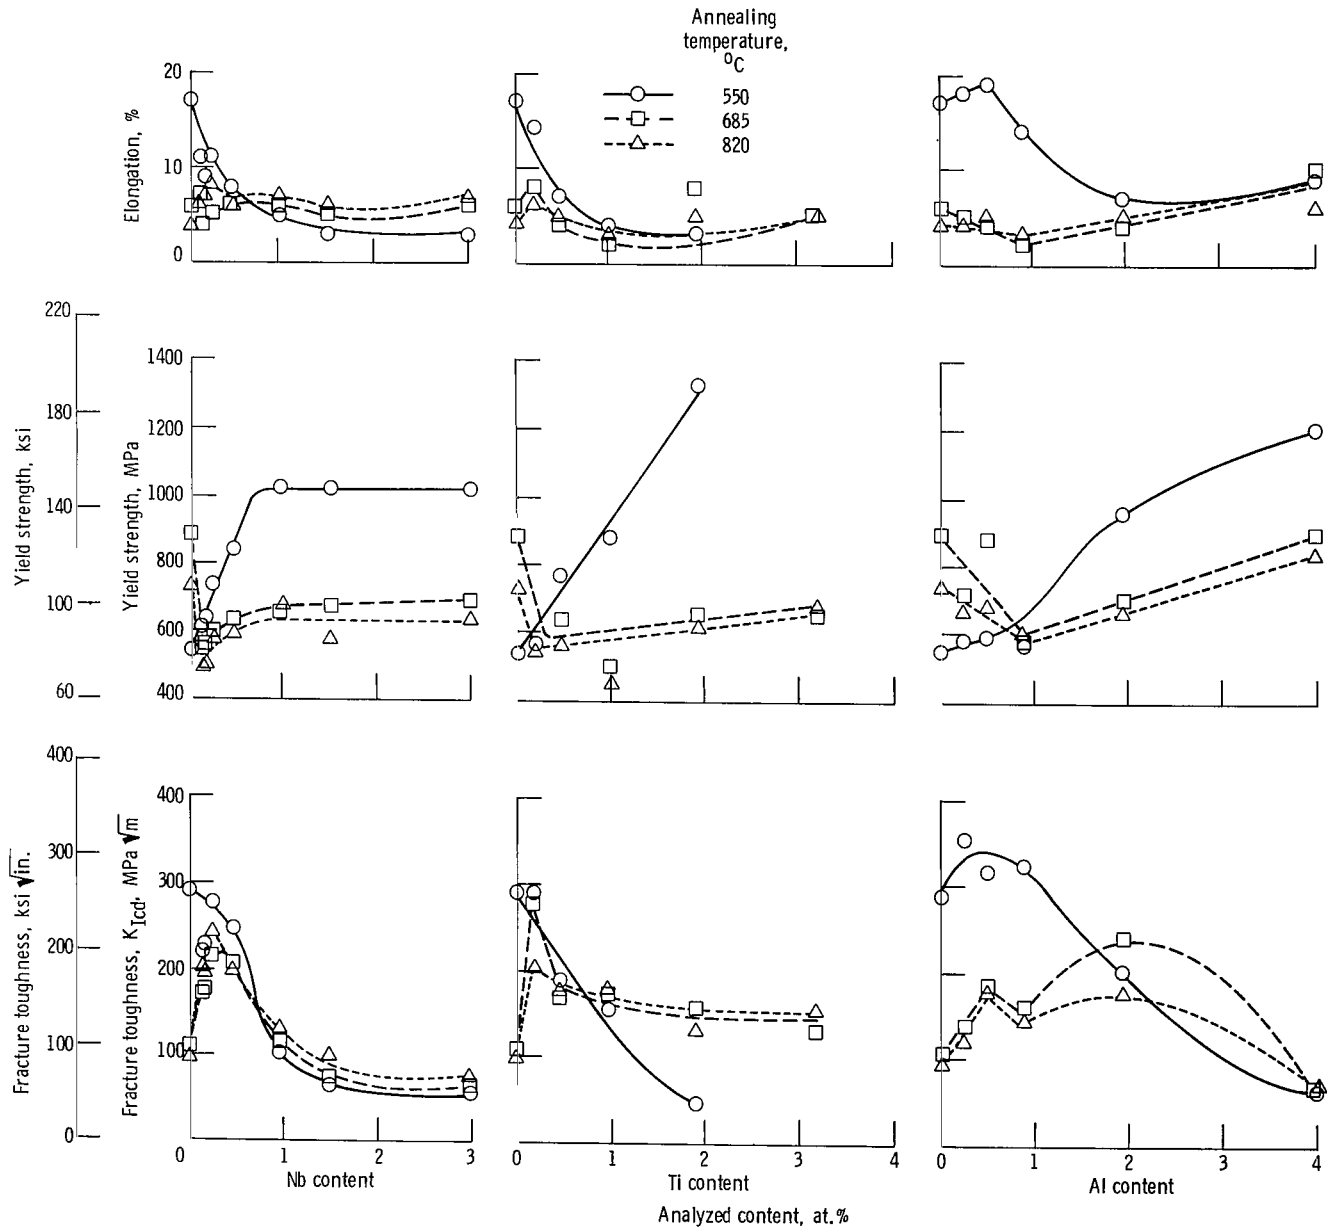 Annealing
temperature,
°C
550
685
820
Elongation, %
20
10
0
Yield strength, ksi
220
180
140
100
60
Yield strength, MPa
1400
1200
1000
800
600
400
Fracture toughness, ksi √in.
400
300
200
100
0
Fracture toughness, K_Icd, MPa √m
400
300
200
100
0 1 2 3
Nb content
0 1 2 3 4
Ti content
0 1 2 3 4
Al content
Analyzed content, at.%